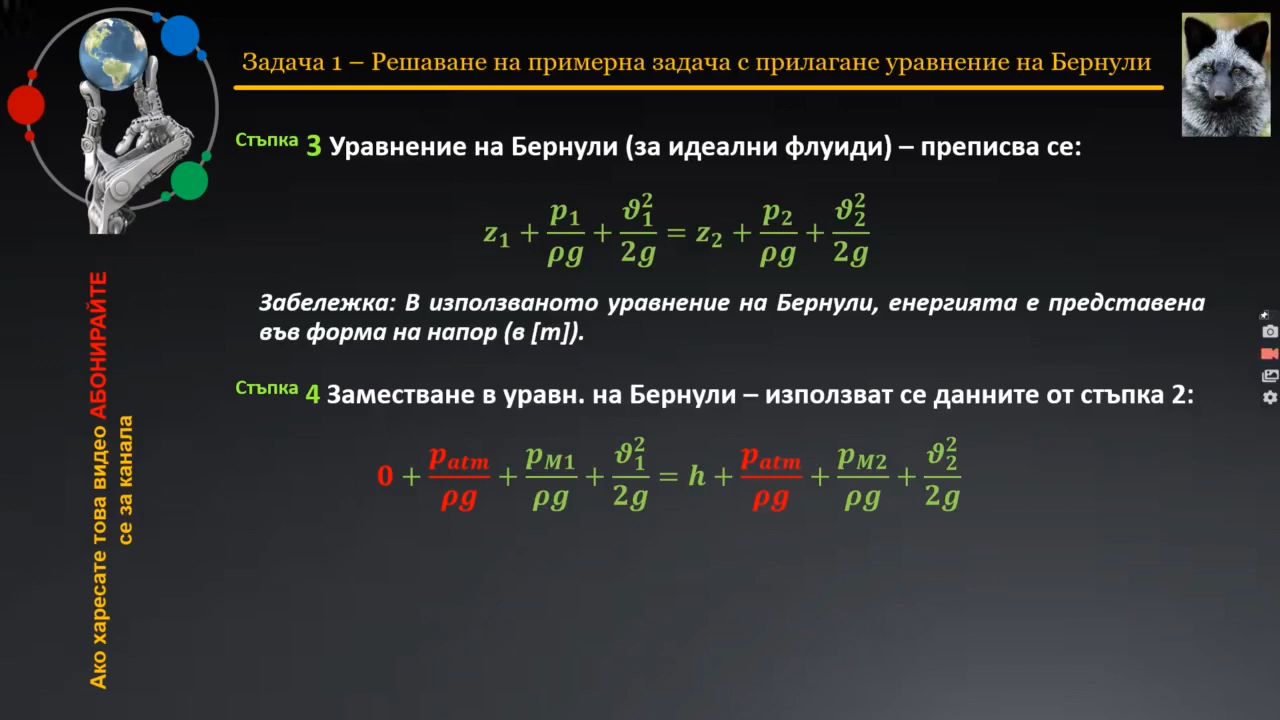 Задача 1 – Решаване на примерна задача с прилагане уравнение на Бернули
Стъпка 3 Уравнение на Бернули (за идеални флуиди) – преписва се:
z₁ + p₁/ρg + ϑ₁²/2g = z₂ + p₂/ρg + ϑ₂²/2g
Забележка: В използваното уравнение на Бернули, енергията е представена
във форма на напор (в [m]).
Стъпка 4 Заместване в уравн. на Бернули – използват се данните от стъпка 2:
0 + pₐₜₘ/ρg + p_M1/ρg + ϑ₁²/2g = h + pₐₜₘ/ρg + p_M2/ρg + ϑ₂²/2g
Ако харесате това видео АБОНИРАЙТЕ
се за канала